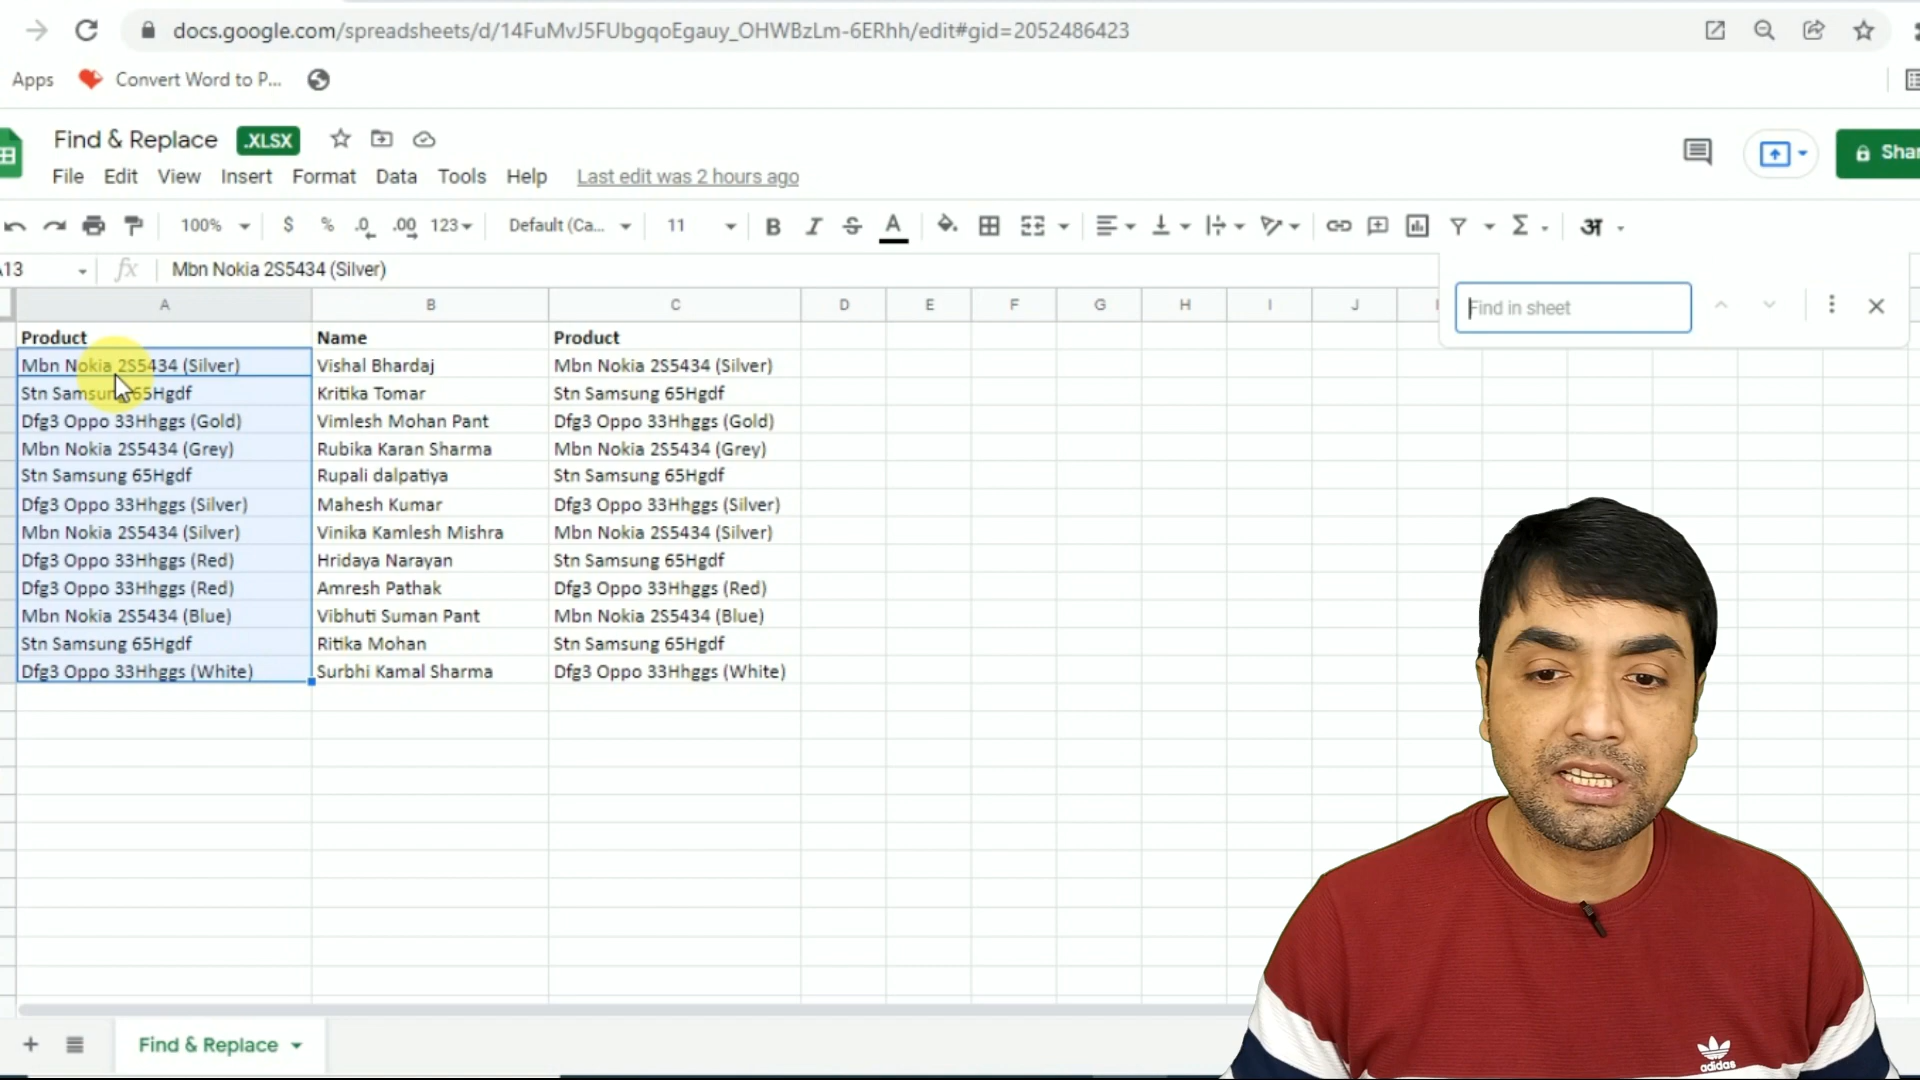 docs.google.com/spreadsheets/d/14FuMvJ5FUbgqoEgauy_OHWBzLm-6ERhh/edit#gid=2052486423
Apps Convert Word to P...
Find & Replace .XLSX
File Edit View Insert Format Data Tools Help Last edit was 2 hours ago
Shar
100% $ % .0 .00 123 Default (Ca... 11 B I S A Σ अ
A13 fx Mbn Nokia 2S5434 (Silver)
Find in sheet
A B C D E F G H I J
Product Name Product
Mbn Nokia 2S5434 (Silver) Vishal Bhardaj Mbn Nokia 2S5434 (Silver)
Stn Samsung 65Hgdf Kritika Tomar Stn Samsung 65Hgdf
Dfg3 Oppo 33Hhggs (Gold) Vimlesh Mohan Pant Dfg3 Oppo 33Hhggs (Gold)
Mbn Nokia 2S5434 (Grey) Rubika Karan Sharma Mbn Nokia 2S5434 (Grey)
Stn Samsung 65Hgdf Rupali dalpatiya Stn Samsung 65Hgdf
Dfg3 Oppo 33Hhggs (Silver) Mahesh Kumar Dfg3 Oppo 33Hhggs (Silver)
Mbn Nokia 2S5434 (Silver) Vinika Kamlesh Mishra Mbn Nokia 2S5434 (Silver)
Dfg3 Oppo 33Hhggs (Red) Hridaya Narayan Stn Samsung 65Hgdf
Dfg3 Oppo 33Hhggs (Red) Amresh Pathak Dfg3 Oppo 33Hhggs (Red)
Mbn Nokia 2S5434 (Blue) Vibhuti Suman Pant Mbn Nokia 2S5434 (Blue)
Stn Samsung 65Hgdf Ritika Mohan Stn Samsung 65Hgdf
Dfg3 Oppo 33Hhggs (White) Surbhi Kamal Sharma Dfg3 Oppo 33Hhggs (White)
adidas
Find & Replace